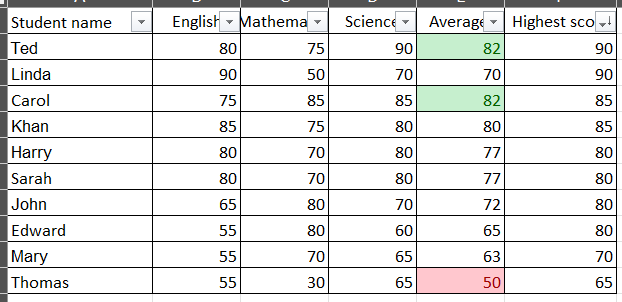 Student name English Mathema Science Average Highest sco
Ted 80 75 90 82 90
Linda 90 50 70 70 90
Carol 75 85 85 82 85
Khan 85 75 80 80 85
Harry 80 70 80 77 80
Sarah 80 70 80 77 80
John 65 80 70 72 80
Edward 55 80 60 65 80
Mary 55 70 65 63 70
Thomas 55 30 65 50 65